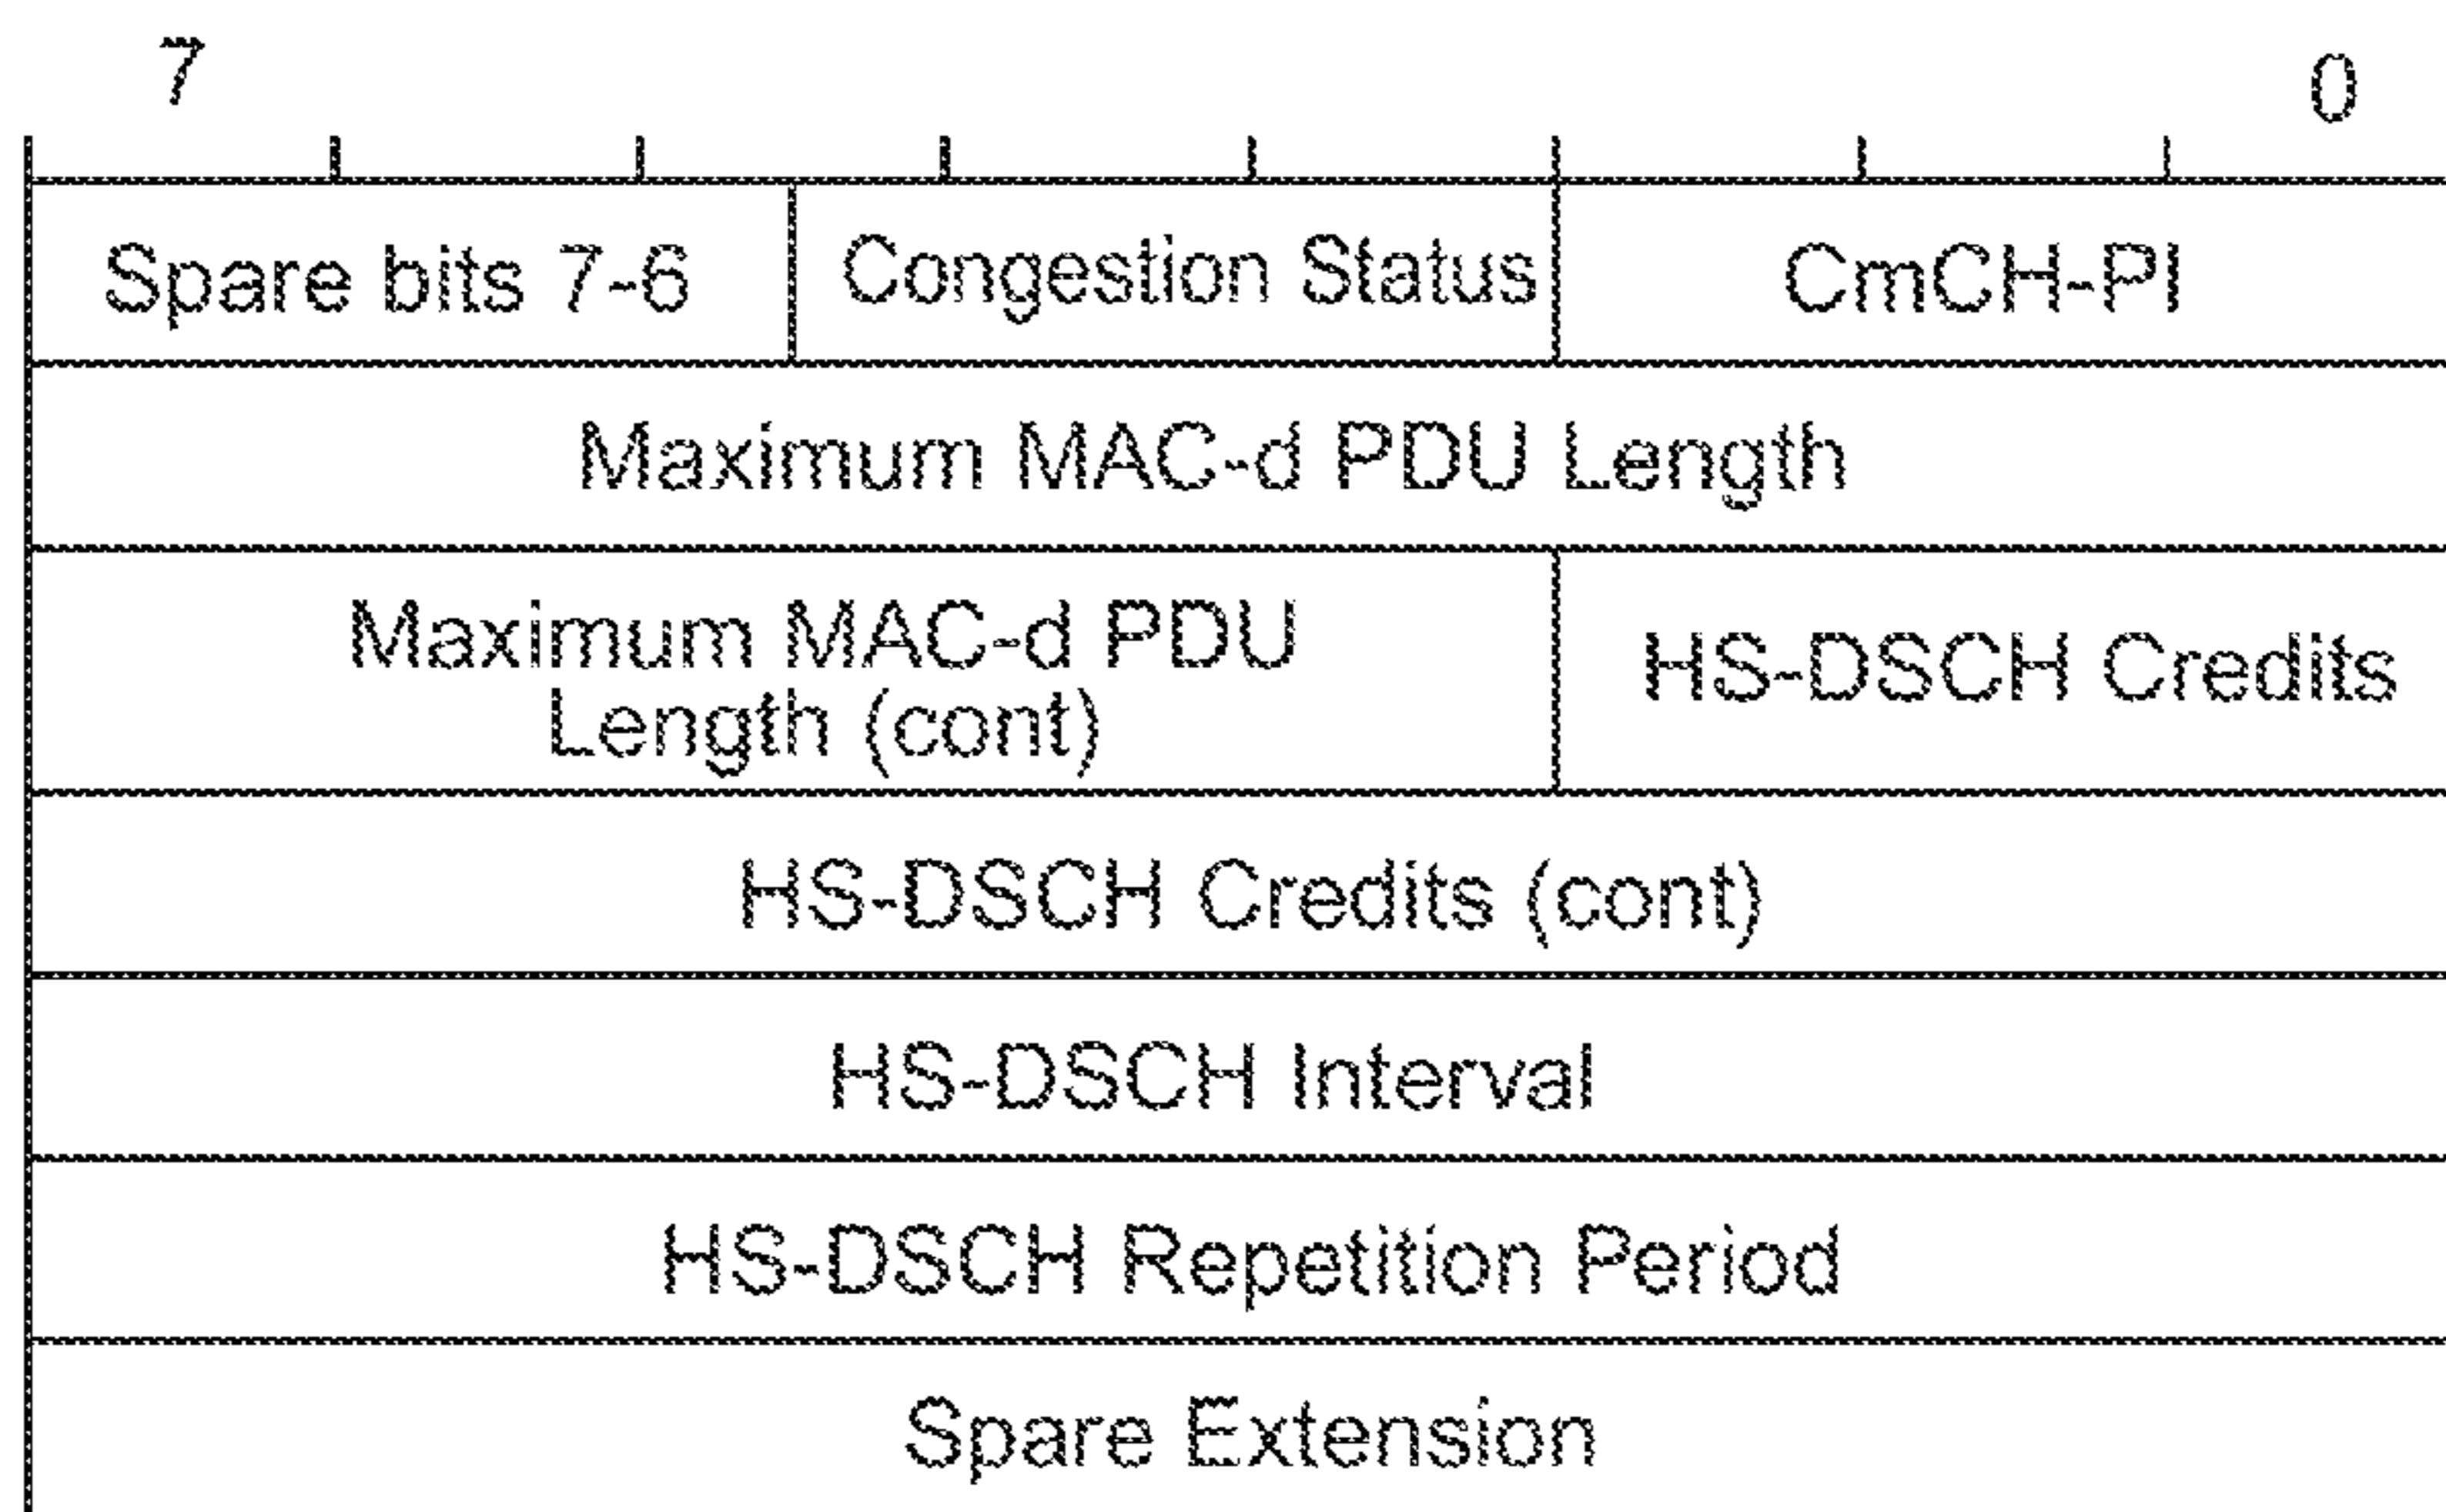 7 0
Spare bits 7-6 Congestion Status CmCH-PI
Maximum MAC-d PDU Length
Maximum MAC-d PDU
Length (cont)
HS-DSCH Credits
HS-DSCH Credits (cont)
HS-DSCH Interval
HS-DSCH Repetition Period
Spare Extension